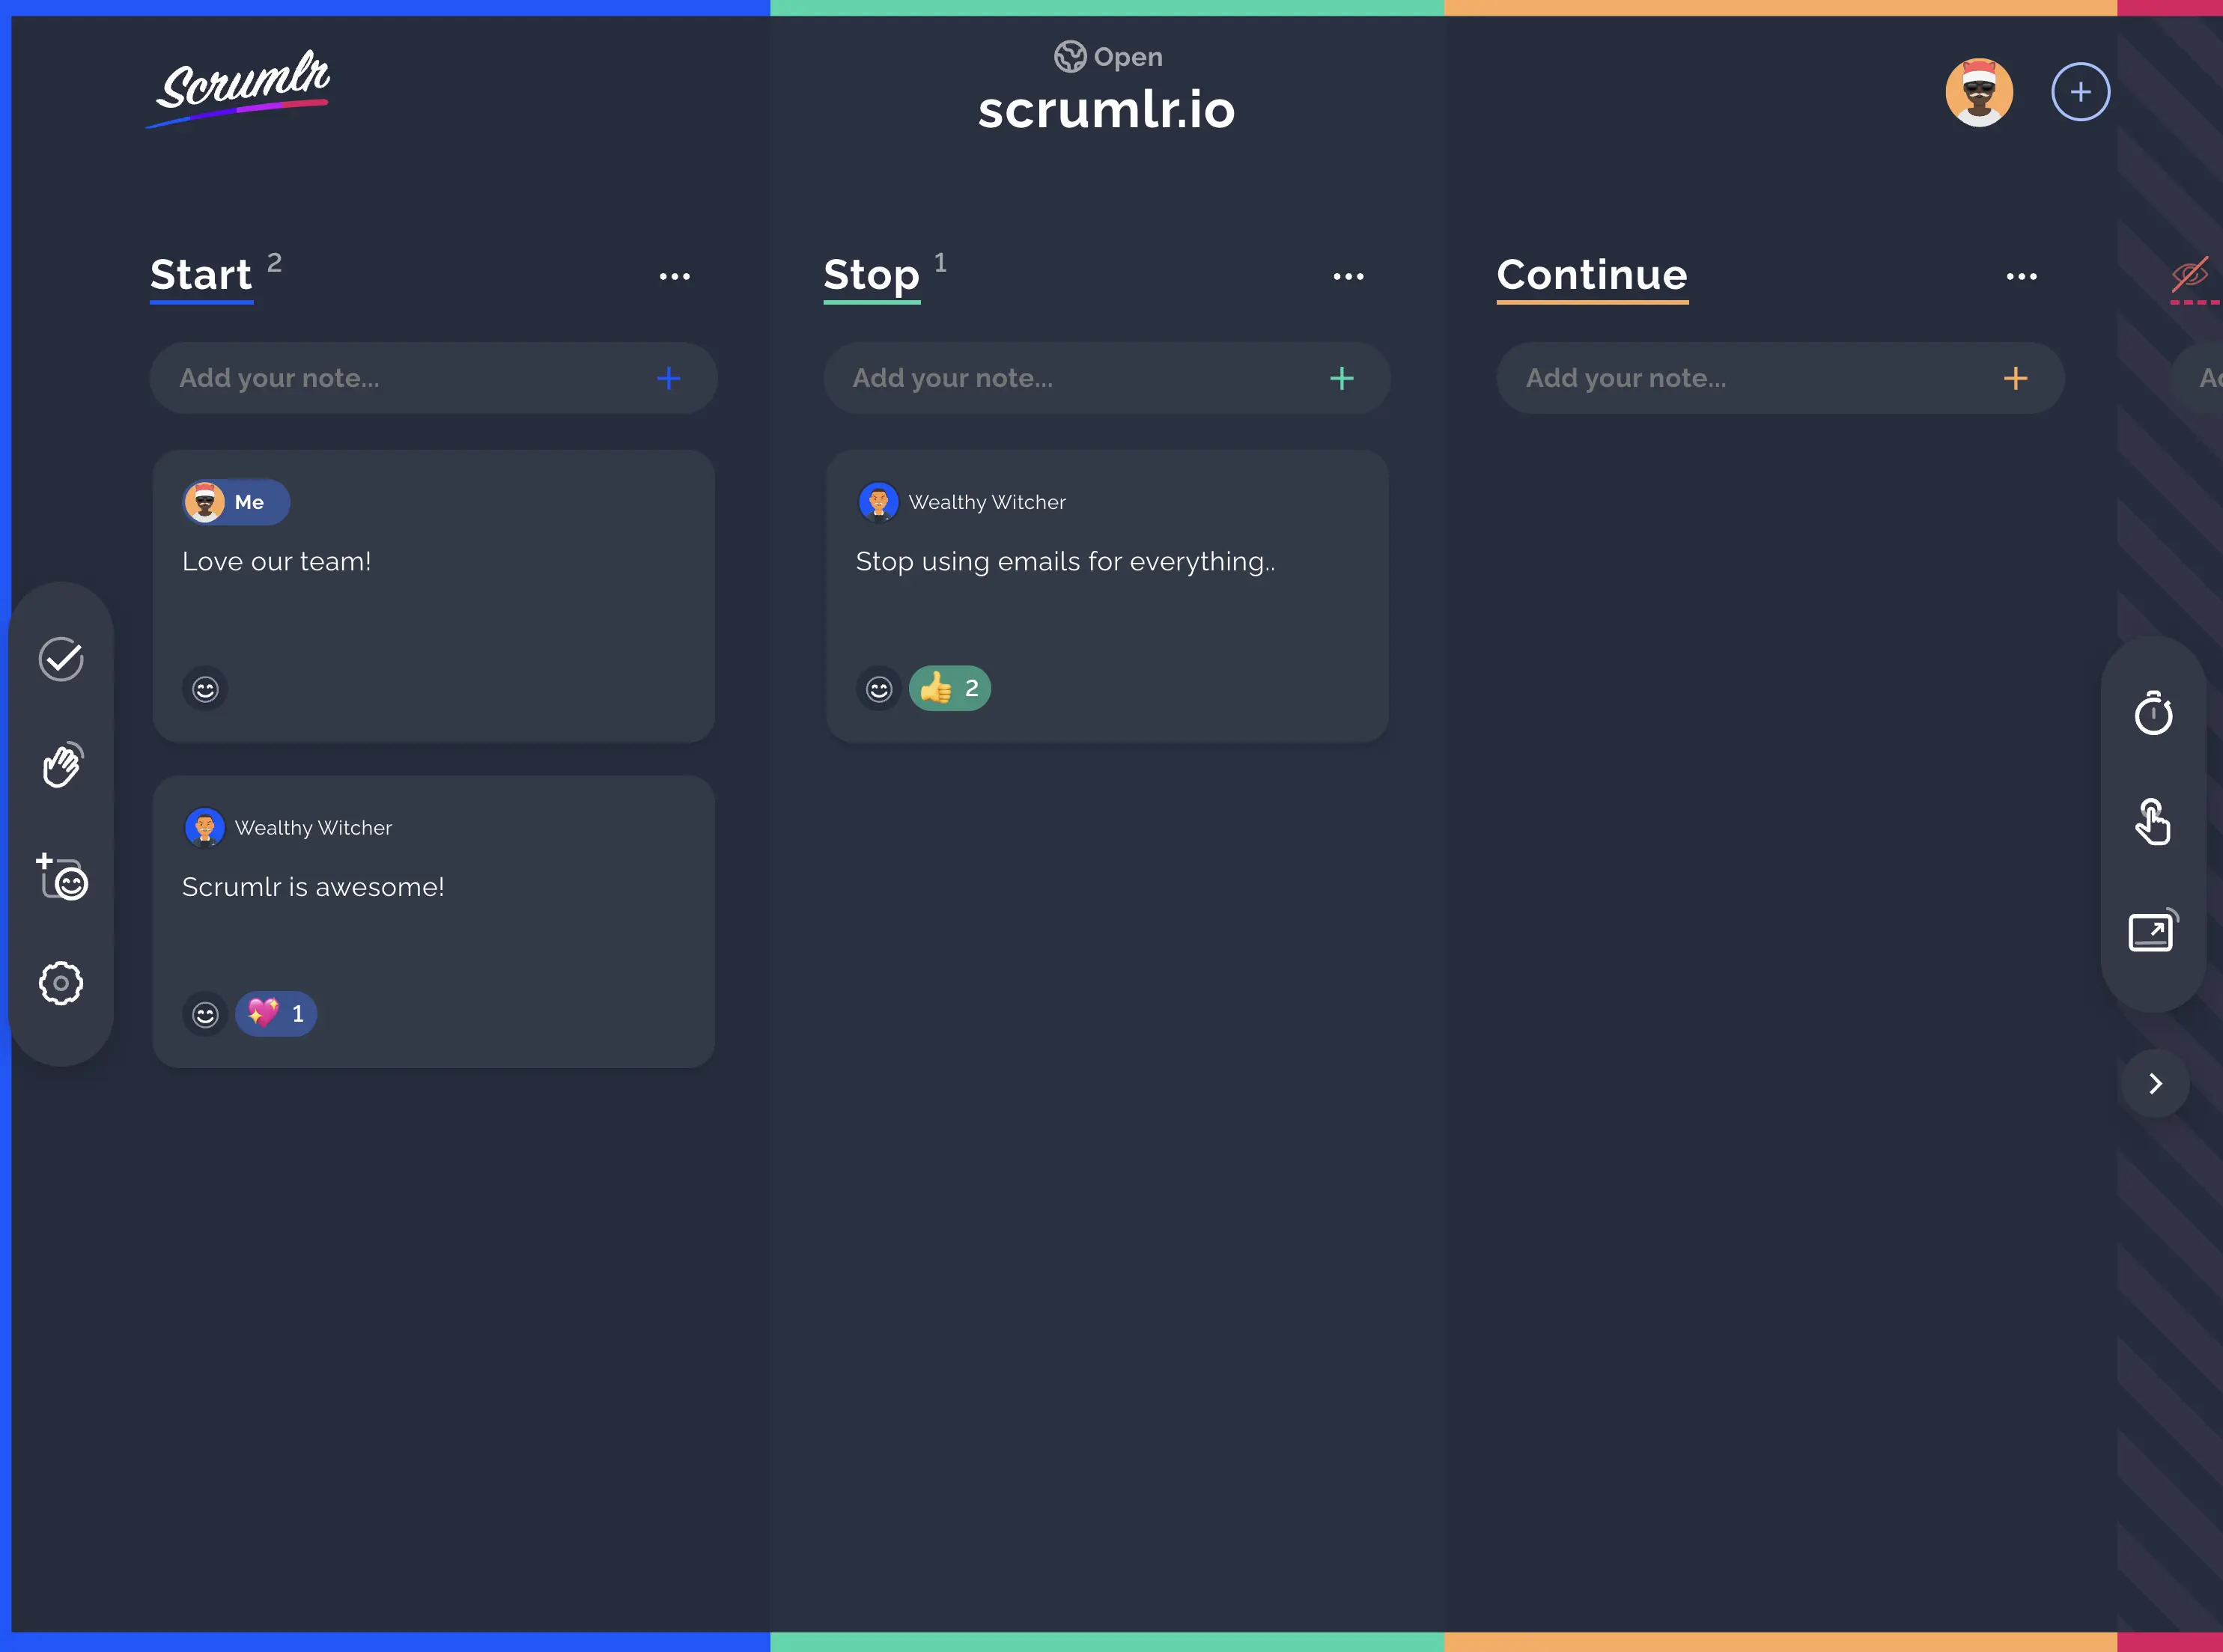 Scrumlr
Open
scrumlr.io
Start 2
Add your note...
Me
Love our team!
Wealthy Witcher
Scrumlr is awesome!
1
Stop 1
Add your note...
Wealthy Witcher
Stop using emails for everything..
2
Continue
Add your note...